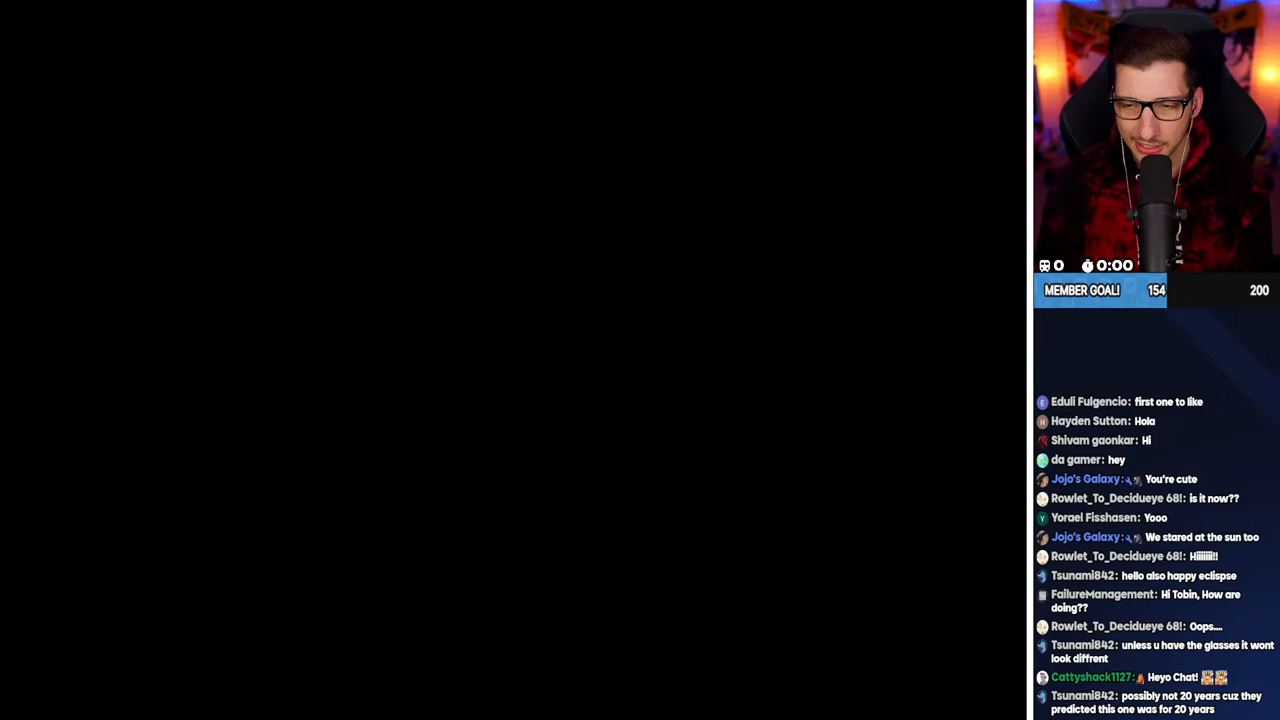 0 0:00
MEMBER GOAL! 154 200
Eduli Fulgencio: first one to like
Hayden Sutton: Hola
Shivam gaonkar: Hi
da gamer: hey
Jojo's Galaxy: You're cute
Rowlet_To_Decidueye 68!: is it now??
Yorael Fisshasen: Yooo
Jojo's Galaxy: We stared at the sun too
Rowlet_To_Decidueye 68!: Hiiiiiii!!
Tsunami842: hello also happy eclispse
FailureManagement: Hi Tobin, How are
doing??
Rowlet_To_Decidueye 68!: Oops....
Tsunami842: unless u have the glasses it wont
look diffrent
Cattyshack1127: Heyo Chat!
Tsunami842: possibly not 20 years cuz they
predicted this one was for 20 years